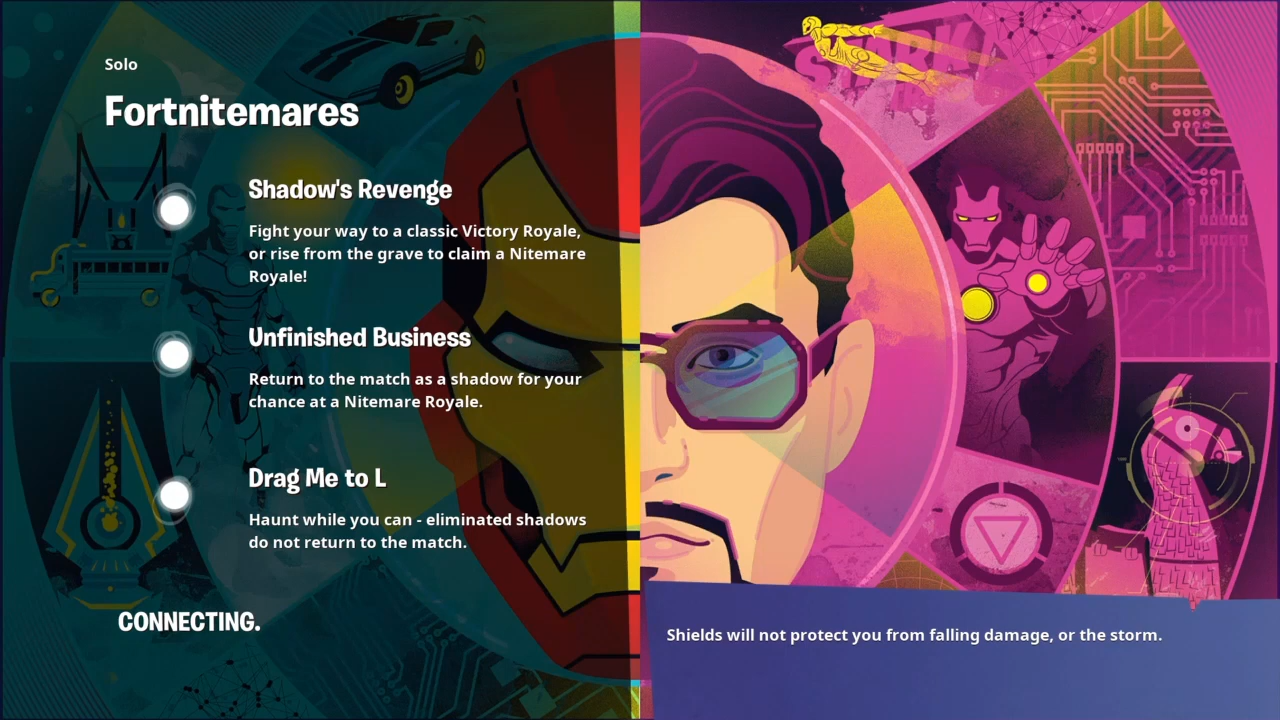 Solo
Fortnitemares
Shadow's Revenge
Fight your way to a classic Victory Royale,
or rise from the grave to claim a Nitemare
Royale!
Unfinished Business
Return to the match as a shadow for your
chance at a Nitemare Royale.
Drag Me to L
Haunt while you can - eliminated shadows
do not return to the match.
CONNECTING.
STARK
Shields will not protect you from falling damage, or the storm.